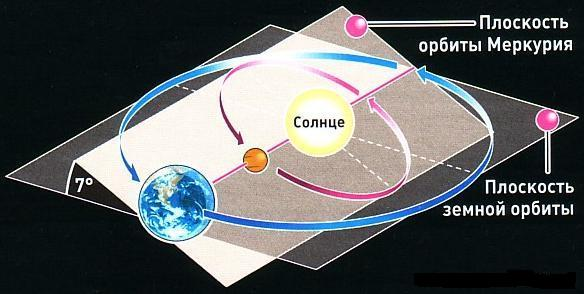 Плоскость
орбиты Меркурия
Солнце
7°
Плоскость
земной орбиты